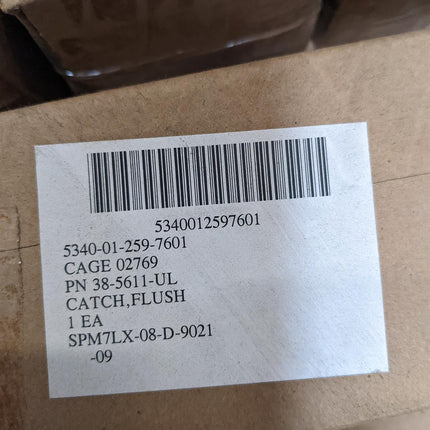 5340012597601
5340-01-259-7601
CAGE 02769
PN 38-5611-UL
CATCH,FLUSH
1 EA
SPM7LX-08-D-9021
-09